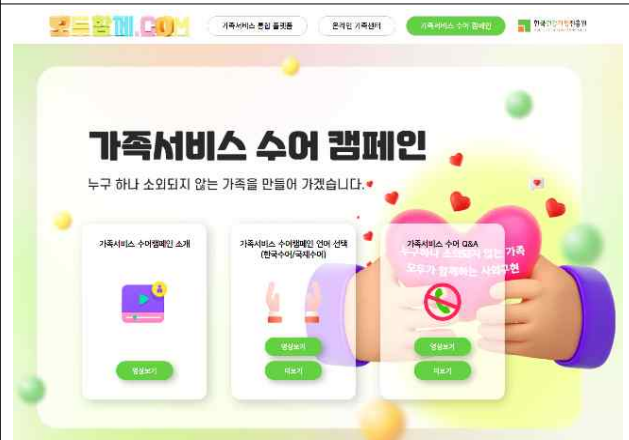 모두함께.COM
가족서비스 통합 플랫폼
온라인 가족센터
가족서비스 수어 캠페인
한국건강가정진흥원
가족서비스 수어 캠페인
누구 하나 소외되지 않는 가족을 만들어 가겠습니다.
가족서비스 수어캠페인 소개
영상보기
가족서비스 수어캠페인 언어 선택
(한국수어/국제수어)
영상보기
더보기
가족서비스 수어 Q&A
누구하나 소외되지 않는 가족
모두가 함께하는 사회구현
영상보기
더보기